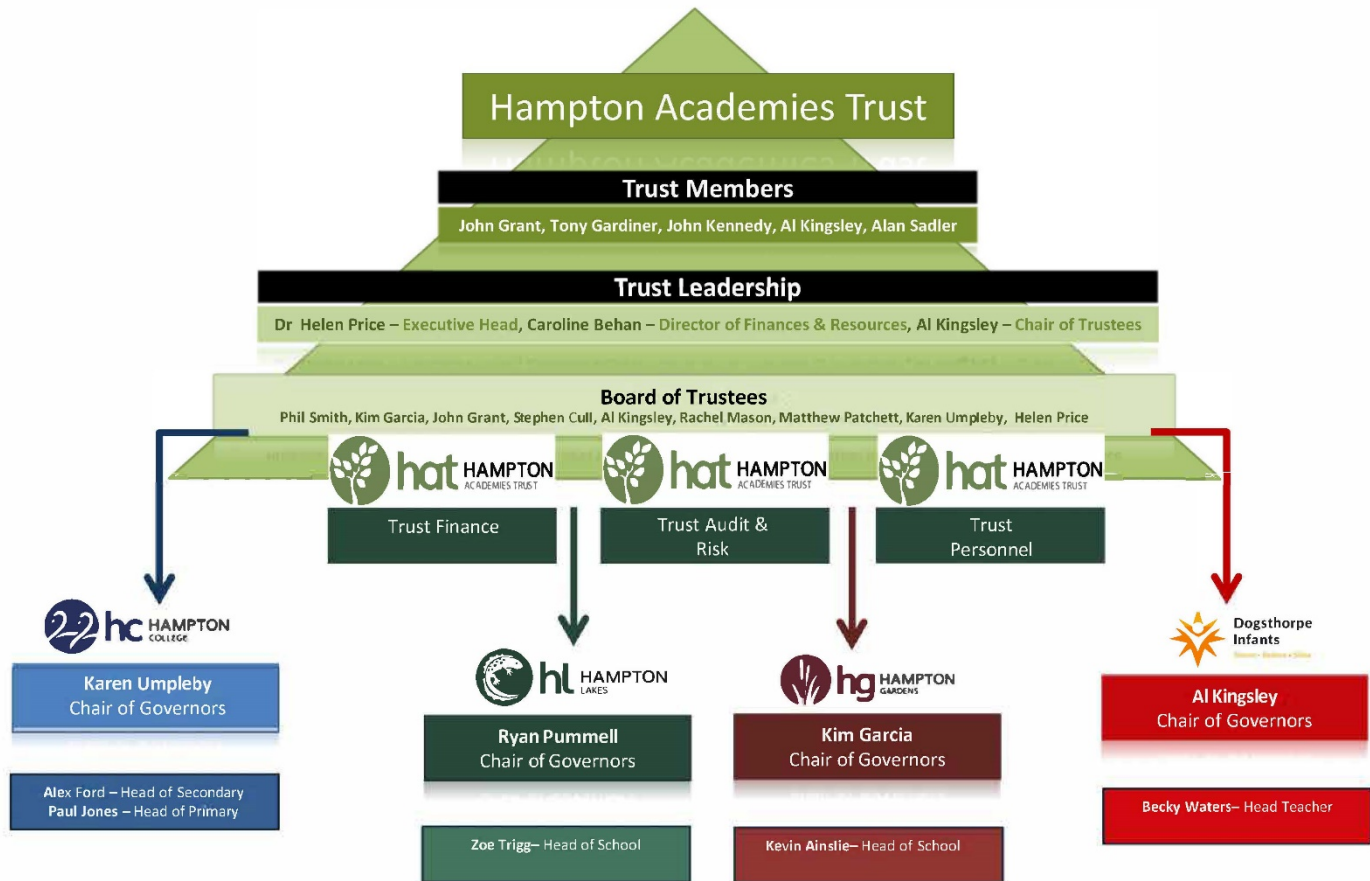 Hampton Academies Trust
Trust Members
John Grant, Tony Gardiner, John Kennedy, Al Kingsley, Alan Sadler
Trust Leadership
Dr Helen Price – Executive Head, Caroline Behan – Director of Finances & Resources, Al Kingsley – Chair of Trustees
Board of Trustees
Phil Smith, Kim Garcia, John Grant, Stephen Cull, Al Kingsley, Rachel Mason, Matthew Patchett, Karen Umpleby, Helen Price
hat HAMPTON
ACADEMIES TRUST
hat HAMPTON
ACADEMIES TRUST
hat HAMPTON
ACADEMIES TRUST
Trust Finance
Trust Audit &
Risk
Trust
Personnel
hc HAMPTON
COLLEGE
Karen Umpleby
Chair of Governors
Alex Ford – Head of Secondary
Paul Jones – Head of Primary
hl HAMPTON
LAKES
Ryan Pummell
Chair of Governors
Zoe Trigg– Head of School
hg HAMPTON
GARDENS
Kim Garcia
Chair of Governors
Kevin Ainslie– Head of School
Dogsthorpe
Infants
Al Kingsley
Chair of Governors
Becky Waters– Head Teacher